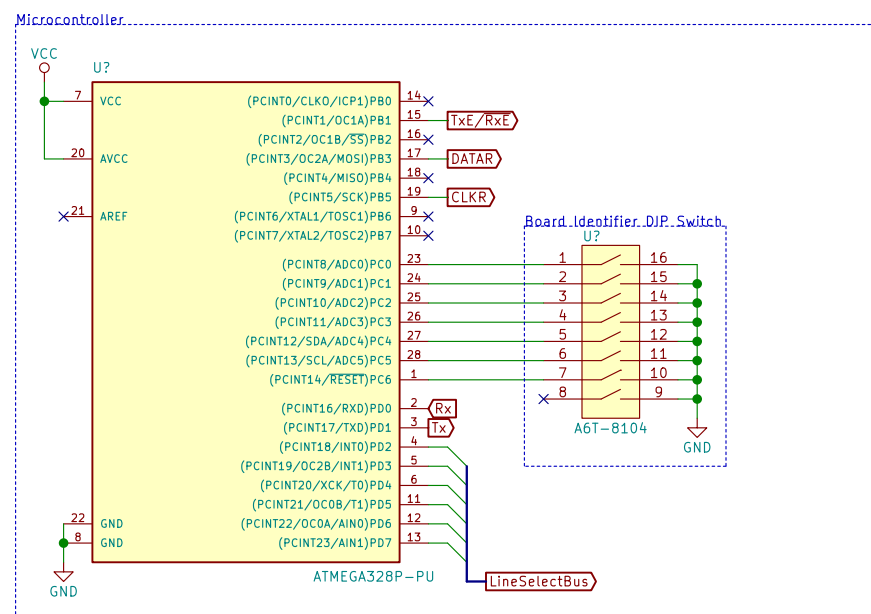 Microcontroller
VCC
U?
7 VCC
20 AVCC
21 AREF
22 GND
8 GND
GND
(PCINT0/CLKO/ICP1)PB0 14
(PCINT1/OC1A)PB1 15 TxE/RxE
(PCINT2/OC1B/SS)PB2 16
(PCINT3/OC2A/MOSI)PB3 17 DATAR
(PCINT4/MISO)PB4 18
(PCINT5/SCK)PB5 19 CLKR
(PCINT6/XTAL1/TOSC1)PB6 9
(PCINT7/XTAL2/TOSC2)PB7 10
(PCINT8/ADC0)PC0 23
(PCINT9/ADC1)PC1 24
(PCINT10/ADC2)PC2 25
(PCINT11/ADC3)PC3 26
(PCINT12/SDA/ADC4)PC4 27
(PCINT13/SCL/ADC5)PC5 28
(PCINT14/RESET)PC6 1
(PCINT16/RXD)PD0 2 Rx
(PCINT17/TXD)PD1 3 Tx
(PCINT18/INT0)PD2 4
(PCINT19/OC2B/INT1)PD3 5
(PCINT20/XCK/T0)PD4 6
(PCINT21/OC0B/T1)PD5 11
(PCINT22/OC0A/AIN0)PD6 12
(PCINT23/AIN1)PD7 13
ATMEGA328P-PU
LineSelectBus
Board Identifier DIP Switch
U?
1 16
2 15
3 14
4 13
5 12
6 11
7 10
8 9
A6T-8104
GND